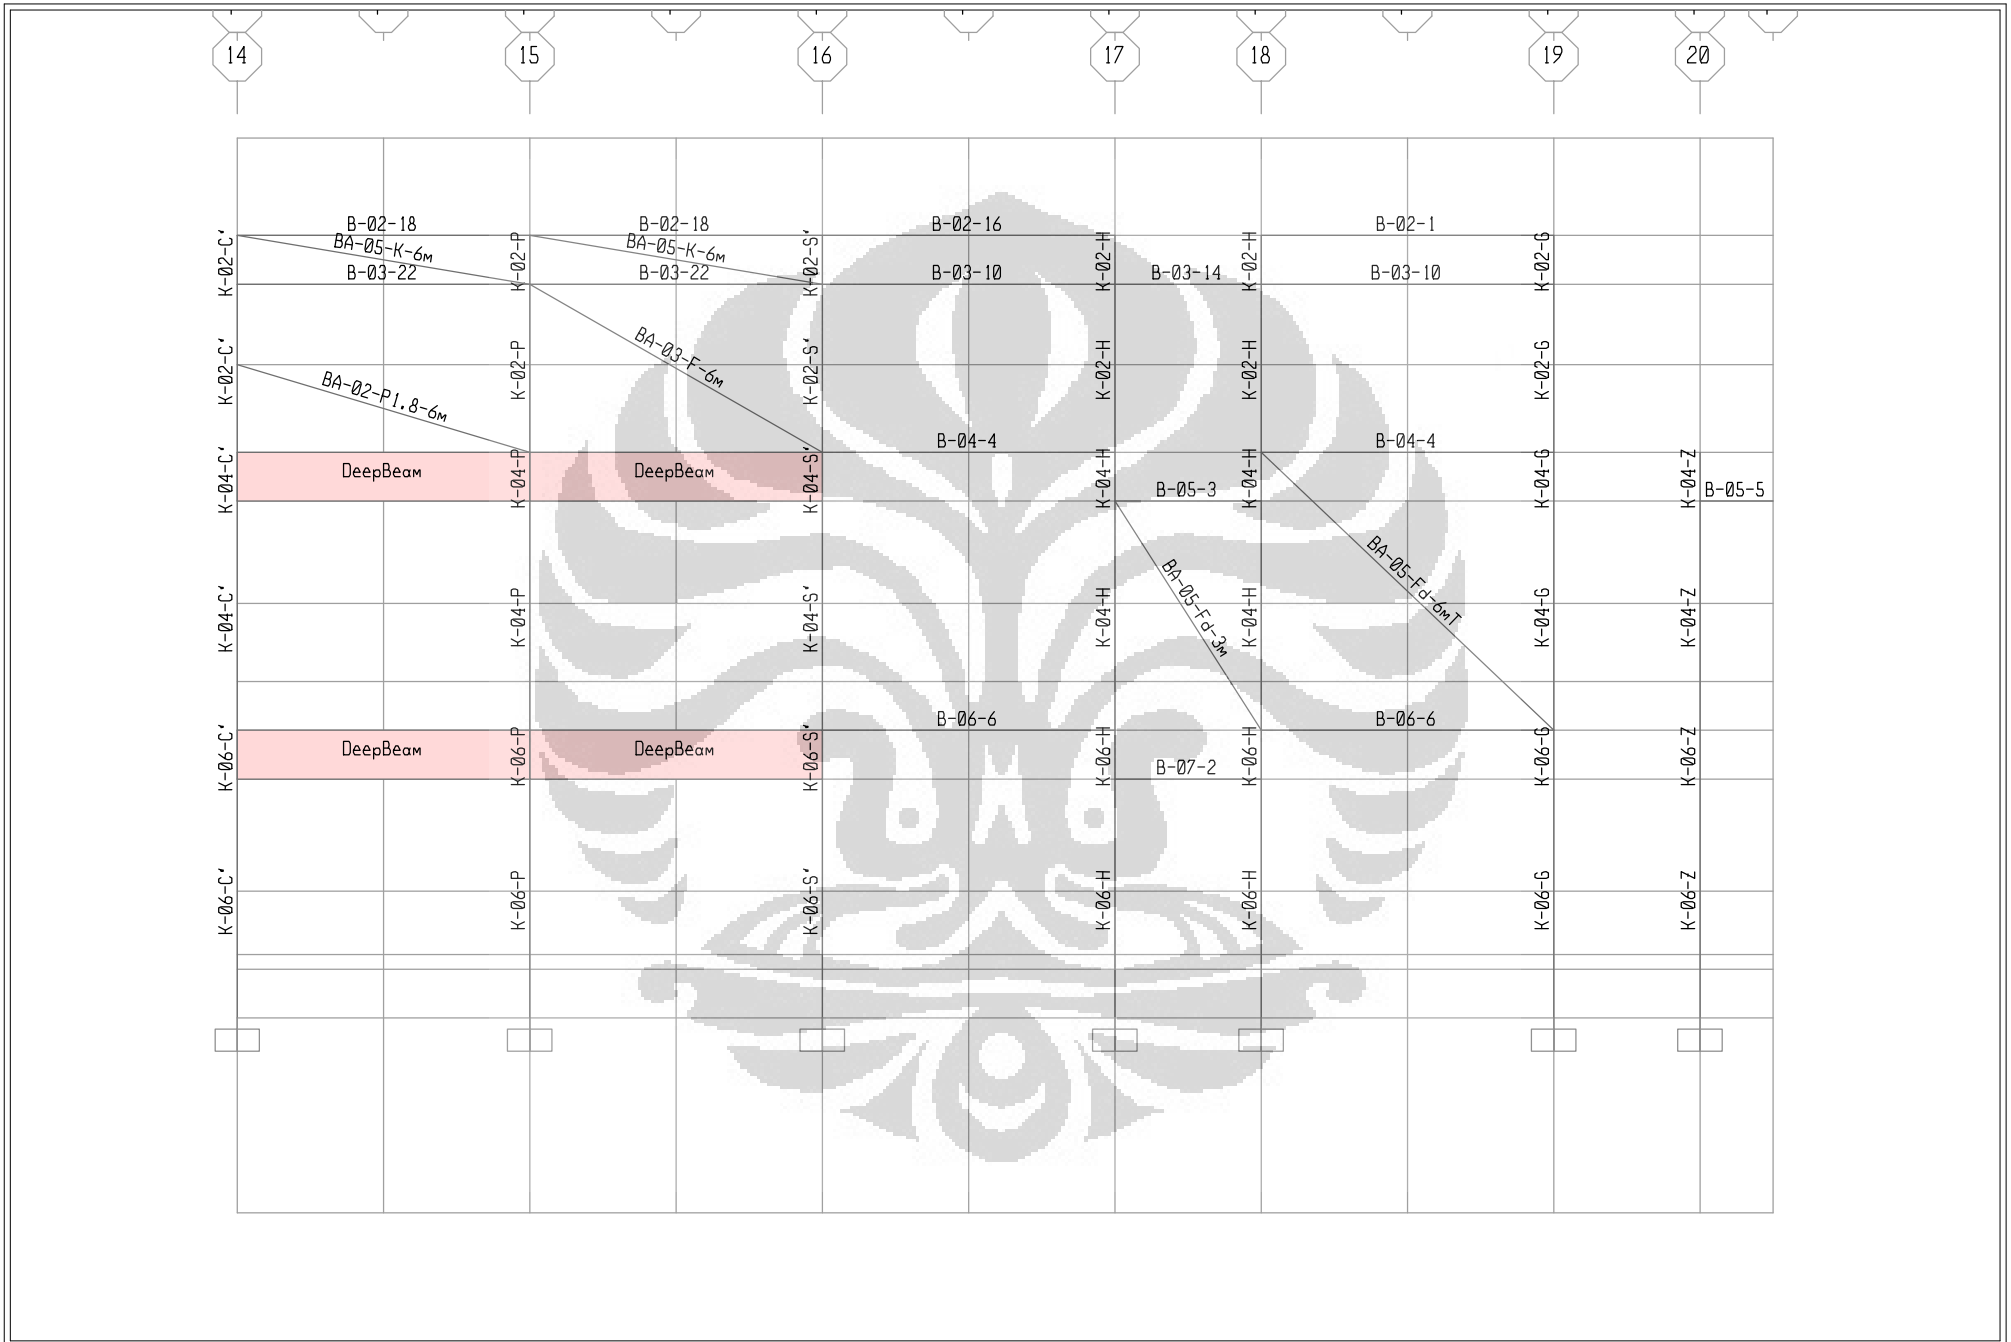 14 15 16 17 18 19 20
B-02-18 B-02-18 B-02-16 B-02-1
BA-05-K-6м BA-05-K-6м
K-02-C' K-02-P K-02-S' K-02-H K-02-H K-02-G
B-03-22 B-03-22 B-03-10 B-03-14 B-03-10
BA-03-F-6м
K-02-C' K-02-P K-02-S' K-02-H K-02-H K-02-G
BA-02-P1.8-6м
B-04-4 B-04-4
DeepBeam DeepBeam
K-04-C' K-04-P K-04-S' K-04-H K-04-H K-04-G K-04-Z
B-05-3 B-05-5
BA-05-Fd-3м BA-05-Fd-6мT
K-04-C' K-04-P K-04-S' K-04-H K-04-H K-04-G K-04-Z
B-06-6 B-06-6
DeepBeam DeepBeam
K-06-C' K-06-P K-06-S' K-06-H K-06-H K-06-G K-06-Z
B-07-2
K-06-C' K-06-P K-06-S' K-06-H K-06-H K-06-G K-06-Z